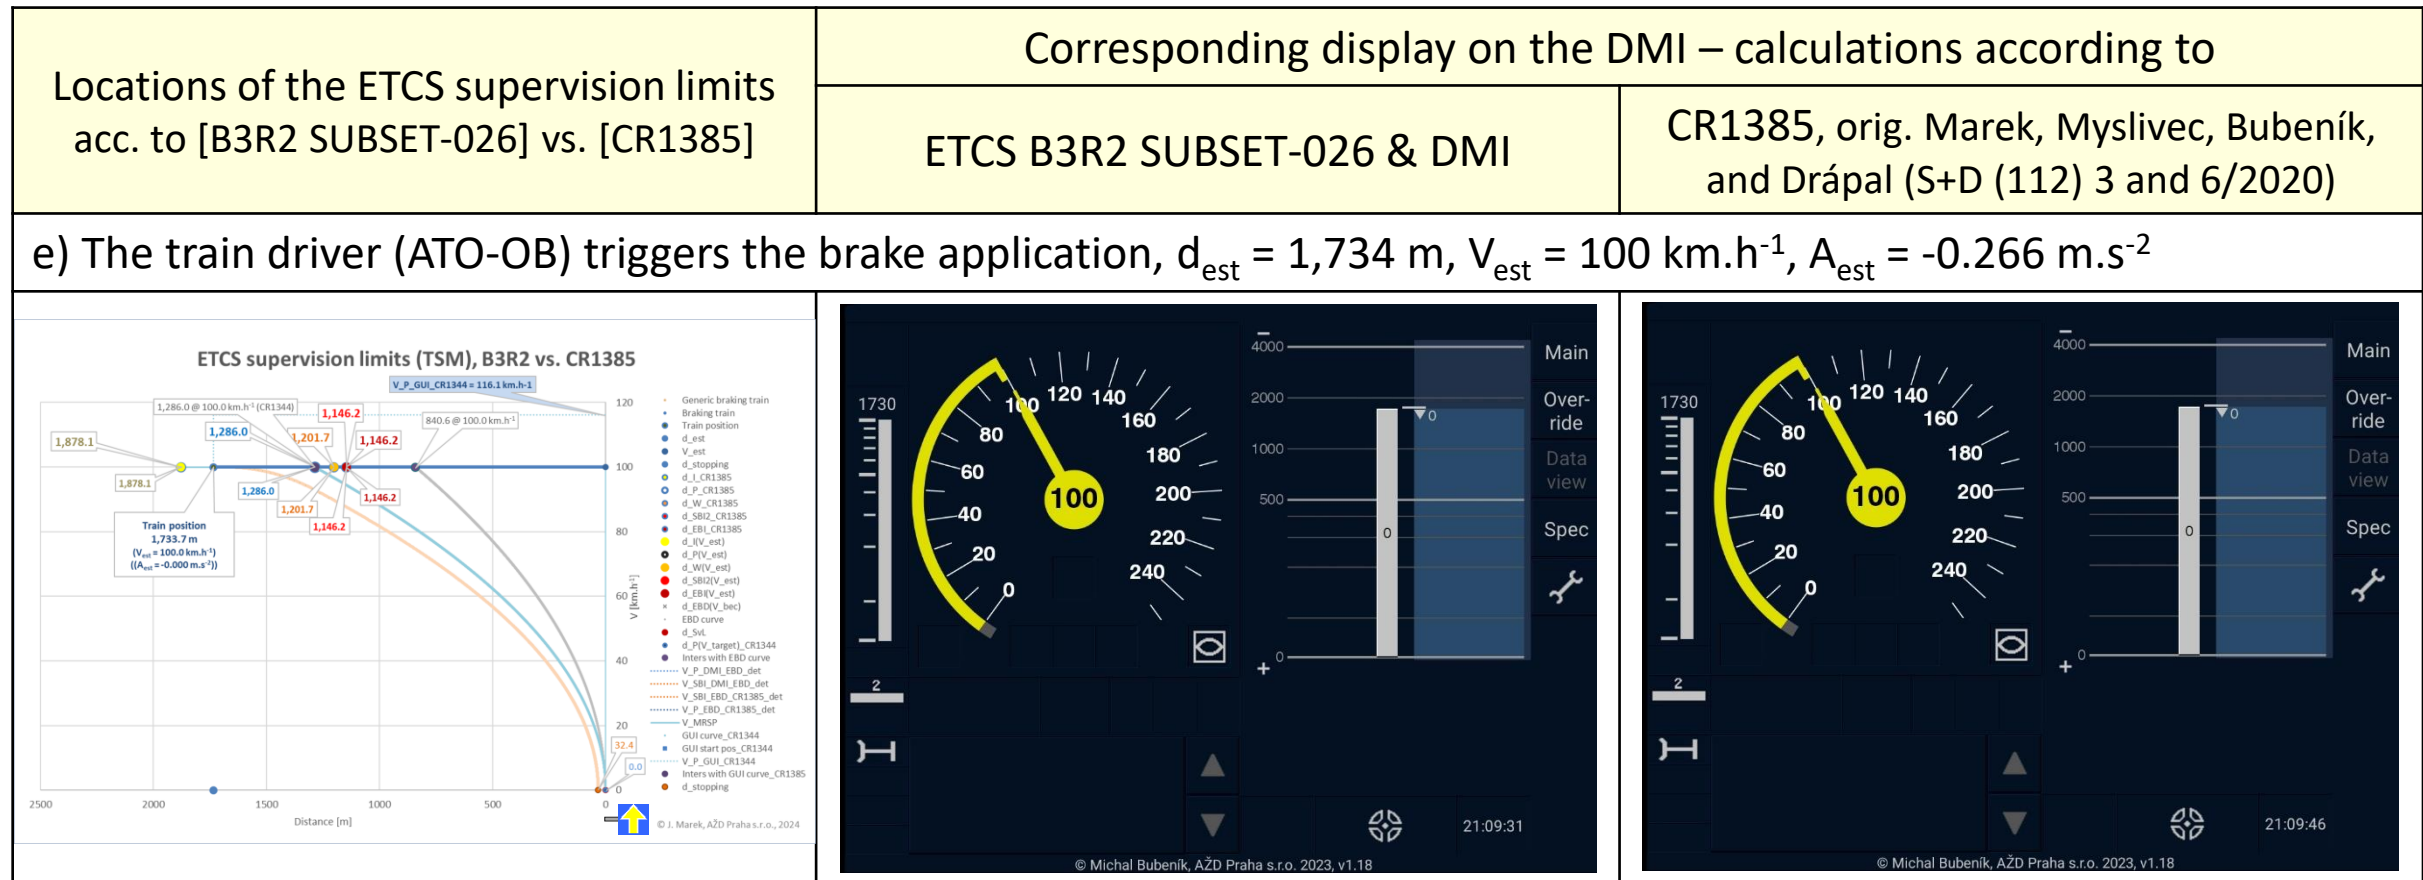 Locations of the ETCS supervision limits
acc. to [B3R2 SUBSET-026] vs. [CR1385]
Corresponding display on the DMI – calculations according to
ETCS B3R2 SUBSET-026 & DMI
CR1385, orig. Marek, Myslivec, Bubeník,
and Drápal (S+D (112) 3 and 6/2020)
e) The train driver (ATO-OB) triggers the brake application, d_est = 1,734 m, V_est = 100 km.h⁻¹, A_est = -0.266 m.s⁻²
ETCS supervision limits (TSM), B3R2 vs. CR1385
V_P_GUI_CR1344 = 116.1 km.h-1
1,286.0 @ 100.0 km.h⁻¹ (CR1344)
1,146.2
840.6 @ 100.0 km.h⁻¹
1,878.1
1,286.0
1,201.7
1,146.2
1,878.1
1,286.0
1,201.7
1,146.2
1,146.2
Train position
1,733.7 m
(V_est = 100.0 km.h⁻¹)
((A_est = -0.000 m.s⁻²))
32.4
0.0
120
100
80
60
40
20
0
V [km.h⁻¹]
2500
2000
1500
1000
500
0
Distance [m]
Generic braking train
Braking train
Train position
d_est
V_est
d_stopping
d_I_CR1385
d_P_CR1385
d_W_CR1385
d_SBI2_CR1385
d_EBI_CR1385
d_I(V_est)
d_P(V_est)
d_W(V_est)
d_SBI2(V_est)
d_EBI(V_est)
d_EBD(V_bec)
EBD curve
d_SvL
d_P(V_target)_CR1344
Inters with EBD curve
V_P_DMI_EBD_det
V_SBI_DMI_EBD_det
V_SBI_EBD_CR1385_det
V_P_EBD_CR1385_det
V_MRSP
GUI curve_CR1344
GUI start pos_CR1344
V_P_GUI_CR1344
Inters with GUI curve_CR1385
d_stopping
© J. Marek, AŽD Praha s.r.o., 2024
1730
2
0
20
40
60
80
100
120
140
160
180
200
220
240
100
4000
2000
1000
500
0
0
0
Main
Over-
ride
Data
view
Spec
21:09:31
© Michal Bubeník, AŽD Praha s.r.o. 2023, v1.18
1730
2
0
20
40
60
80
100
120
140
160
180
200
220
240
100
4000
2000
1000
500
0
0
0
Main
Over-
ride
Data
view
Spec
21:09:46
© Michal Bubeník, AŽD Praha s.r.o. 2023, v1.18